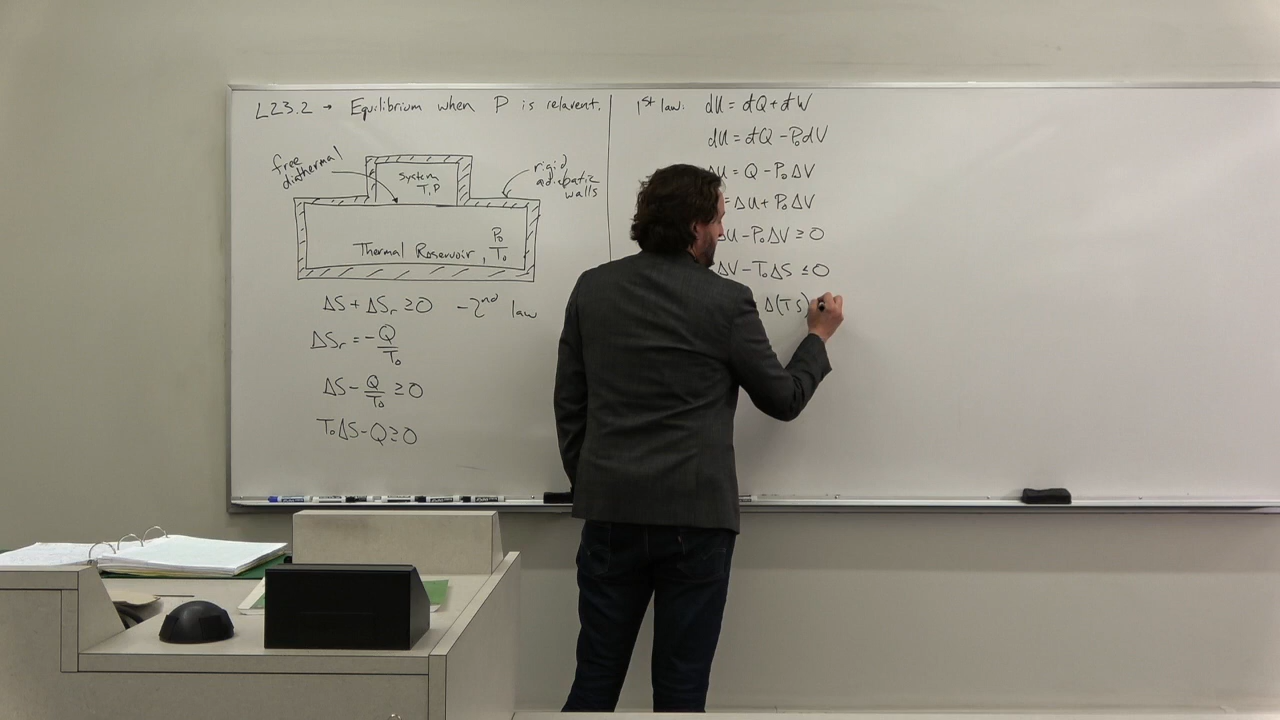 L23.2 → Equilibrium when P is relavent.
free
diathermal
system
T,P
rigid
adiabatic
walls
Thermal Roservoir, P₀/T₀
ΔS + ΔSᵣ ≥ 0 - 2nd law
ΔSᵣ = -Q/T₀
ΔS - Q/T₀ ≥ 0
T₀ΔS - Q ≥ 0
1st law: dU = đQ + đW
dU = đQ - P₀dV
ΔU = Q - P₀ΔV
= ΔU + P₀ΔV
ΔU - P₀ΔV ≥ 0
ΔV - T₀ΔS ≤ 0
Δ(TS)